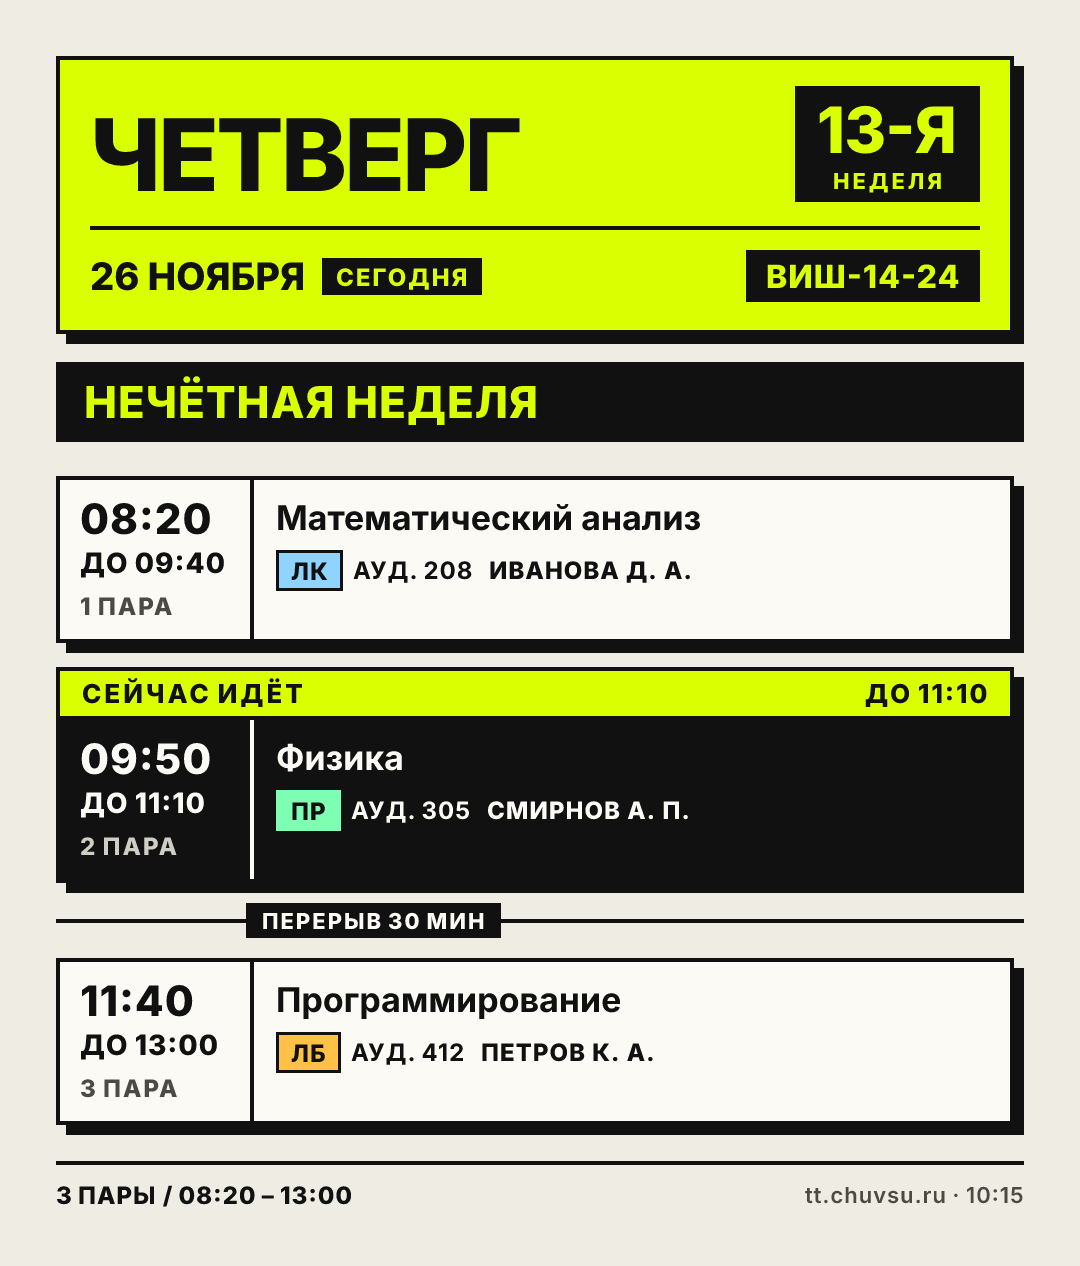 ЧЕТВЕРГ
13-Я
НЕДЕЛЯ
26 НОЯБРЯ СЕГОДНЯ
ВИШ-14-24
НЕЧЁТНАЯ НЕДЕЛЯ
08:20
ДО 09:40
1 ПАРА
Математический анализ
ЛК АУД. 208 ИВАНОВА Д. А.
СЕЙЧАС ИДЁТ ДО 11:10
09:50
ДО 11:10
2 ПАРА
Физика
ПР АУД. 305 СМИРНОВ А. П.
ПЕРЕРЫВ 30 МИН
11:40
ДО 13:00
3 ПАРА
Программирование
ЛБ АУД. 412 ПЕТРОВ К. А.
3 ПАРЫ / 08:20 – 13:00
tt.chuvsu.ru · 10:15